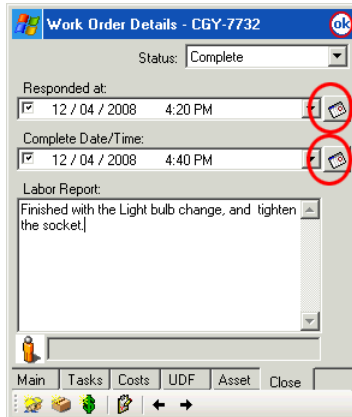 Work Order Details - CGY-7732 ok
Status: Complete
Responded at:
12 / 04 / 2008 4:20 PM
Complete Date/Time:
12 / 04 / 2008 4:40 PM
Labor Report:
Finished with the Light bulb change, and tighten
the socket.
Main Tasks Costs UDF Asset Close